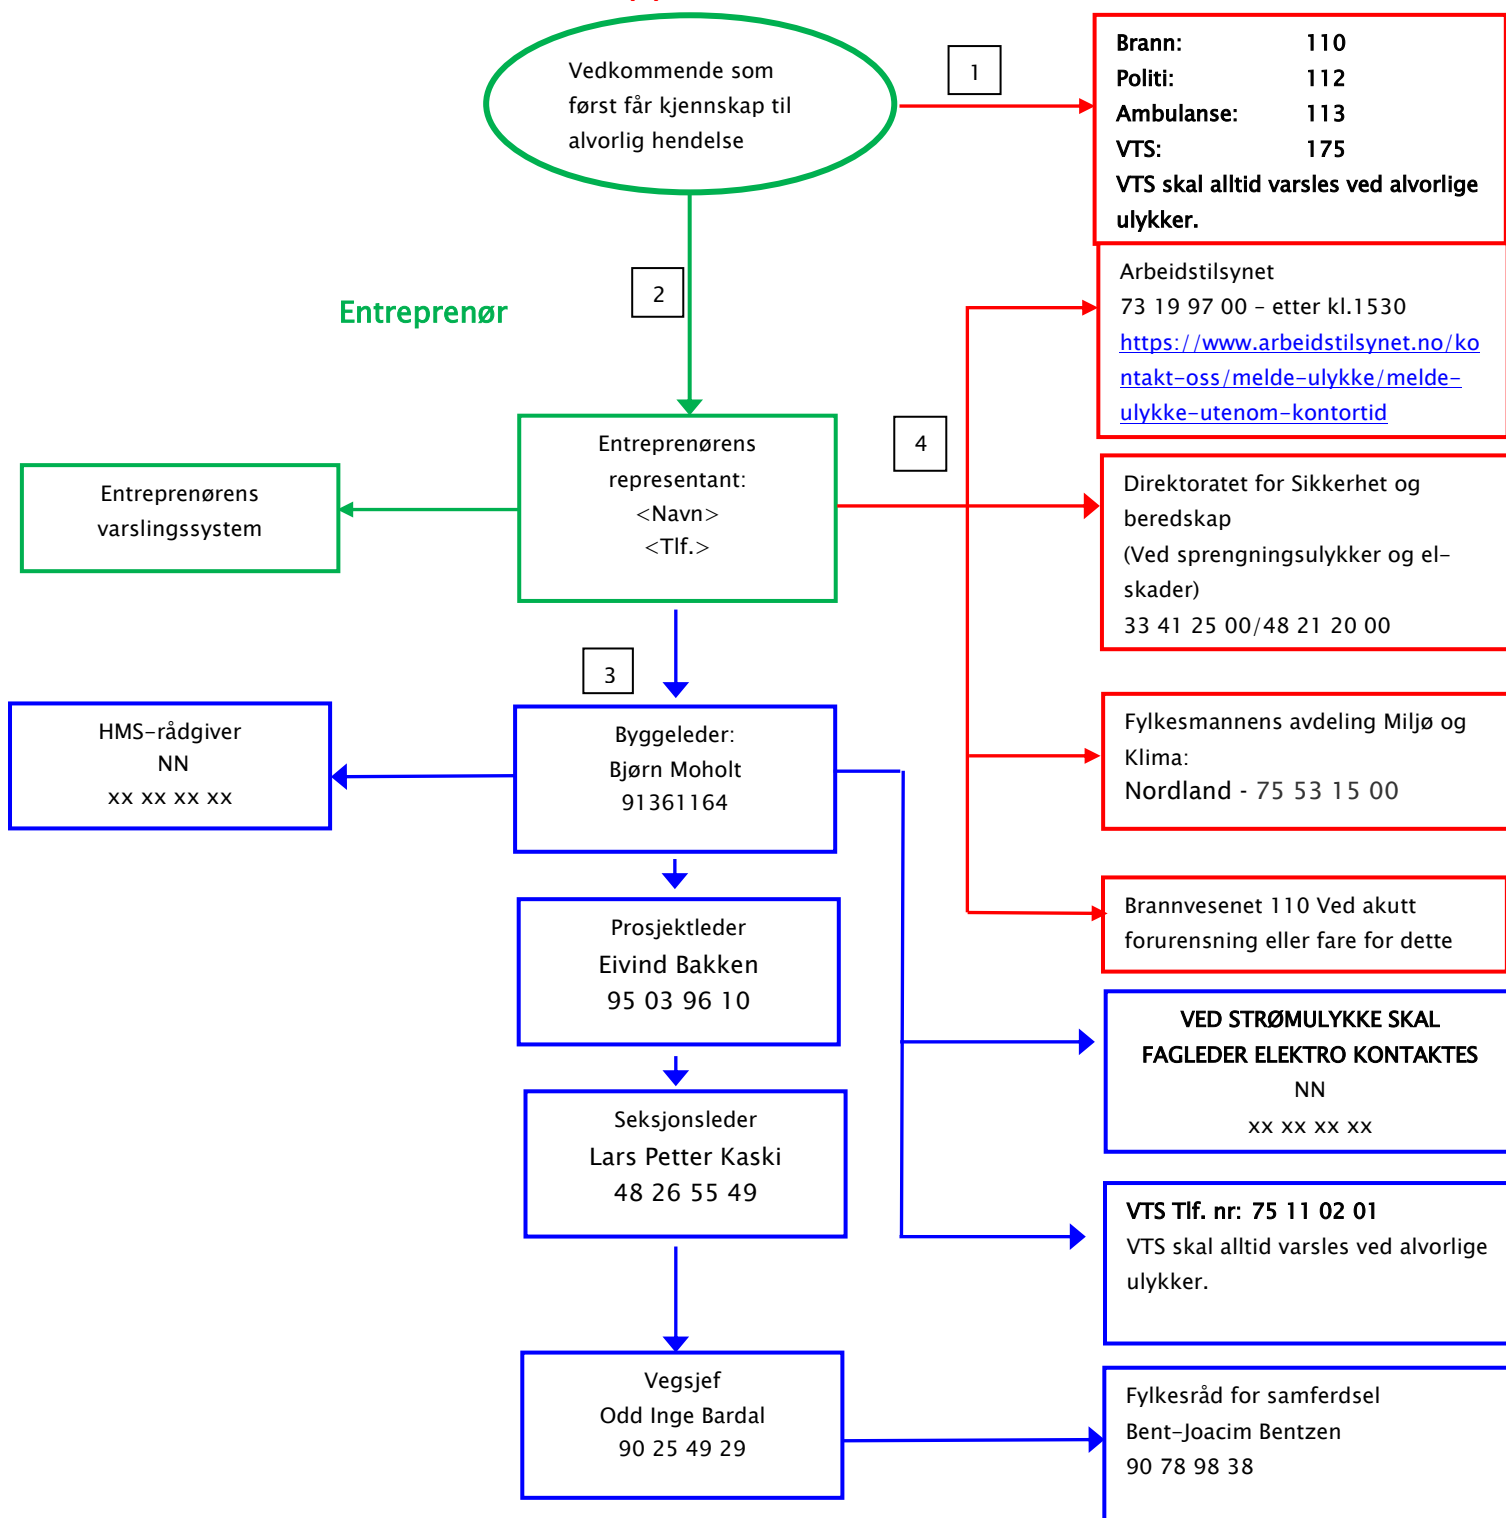 Vedkommende som
først får kjennskap til
alvorlig hendelse
1
Brann: 110
Politi: 112
Ambulanse: 113
VTS: 175
VTS skal alltid varsles ved alvorlige
ulykker.
2
Entreprenør
Arbeidstilsynet
73 19 97 00 – etter kl.1530
https://www.arbeidstilsynet.no/ko
ntakt-oss/melde-ulykke/melde-
ulykke-utenom-kontortid
Entreprenørens
representant:
<Navn>
<Tlf.>
4
Entreprenørens
varslingssystem
Direktoratet for Sikkerhet og
beredskap
(Ved sprengningsulykker og el-
skader)
33 41 25 00/48 21 20 00
3
HMS-rådgiver
NN
xx xx xx xx
Byggeleder:
Bjørn Moholt
91361164
Fylkesmannens avdeling Miljø og
Klima:
Nordland - 75 53 15 00
Prosjektleder
Eivind Bakken
95 03 96 10
Brannvesenet 110 Ved akutt
forurensning eller fare for dette
VED STRØMULYKKE SKAL
FAGLEDER ELEKTRO KONTAKTES
NN
xx xx xx xx
Seksjonsleder
Lars Petter Kaski
48 26 55 49
VTS Tlf. nr: 75 11 02 01
VTS skal alltid varsles ved alvorlige
ulykker.
Vegsjef
Odd Inge Bardal
90 25 49 29
Fylkesråd for samferdsel
Bent-Joacim Bentzen
90 78 98 38